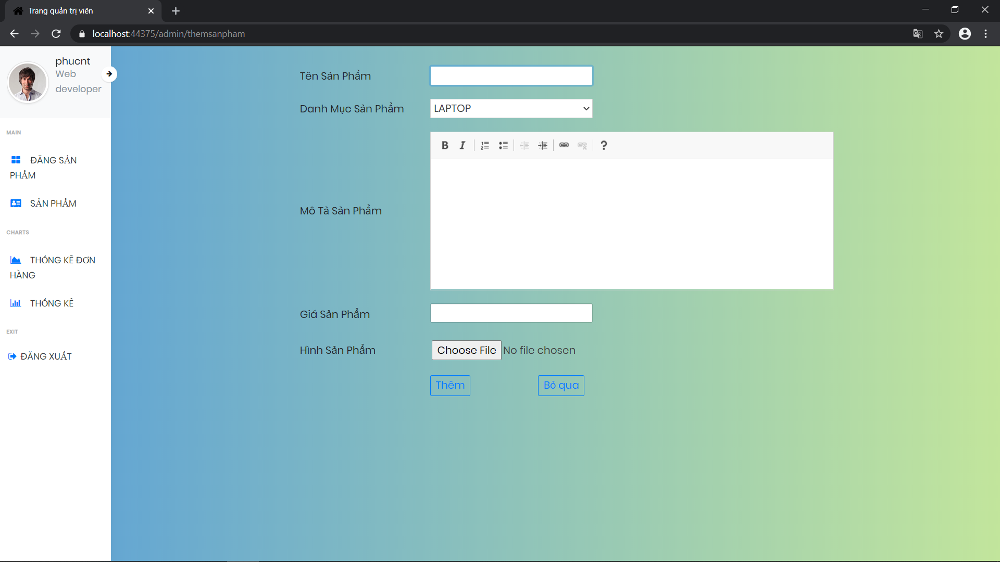 Trang quản trị viên
localhost:44375/admin/themsanpham
phucnt
Web
developer
MAIN
ĐĂNG SẢN
PHẨM
SẢN PHẨM
CHARTS
THỐNG KÊ ĐƠN
HÀNG
THỐNG KÊ
EXIT
ĐĂNG XUẤT
Tên Sản Phẩm
Danh Mục Sản Phẩm
LAPTOP
B I ?
Mô Tả Sản Phẩm
Giá Sản Phẩm
Hình Sản Phẩm
Choose File No file chosen
Thêm
Bỏ qua